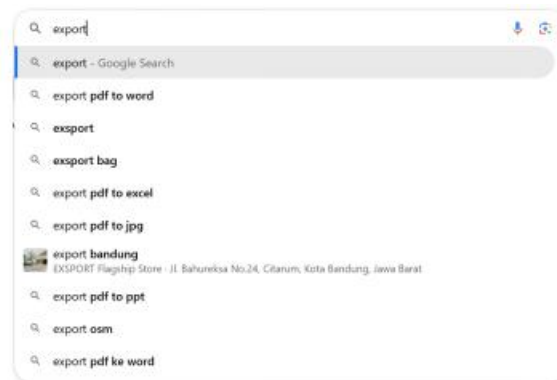 export
export - Google Search
export pdf to word
exsport
exsport bag
export pdf to excel
export pdf to jpg
export bandung
EXSPORT Flagship Store · Jl. Bahureksa No.24, Citarum, Kota Bandung, Jawa Barat
export pdf to ppt
export osm
export pdf ke word